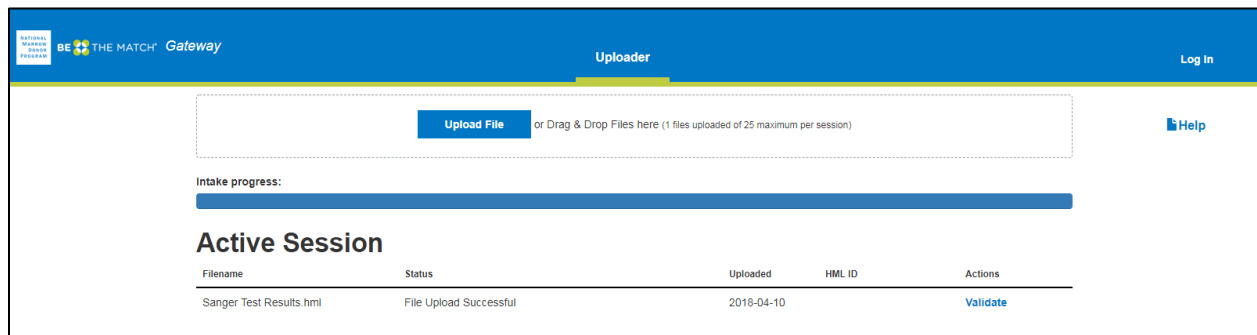 NATIONAL
MARROW
DONOR
PROGRAM
BE THE MATCH® Gateway
Uploader
Log In
Upload File or Drag & Drop Files here (1 files uploaded of 25 maximum per session)
Help
Intake progress:
Active Session
Filename Status Uploaded HML ID Actions
Sanger Test Results.hml File Upload Successful 2018-04-10 Validate